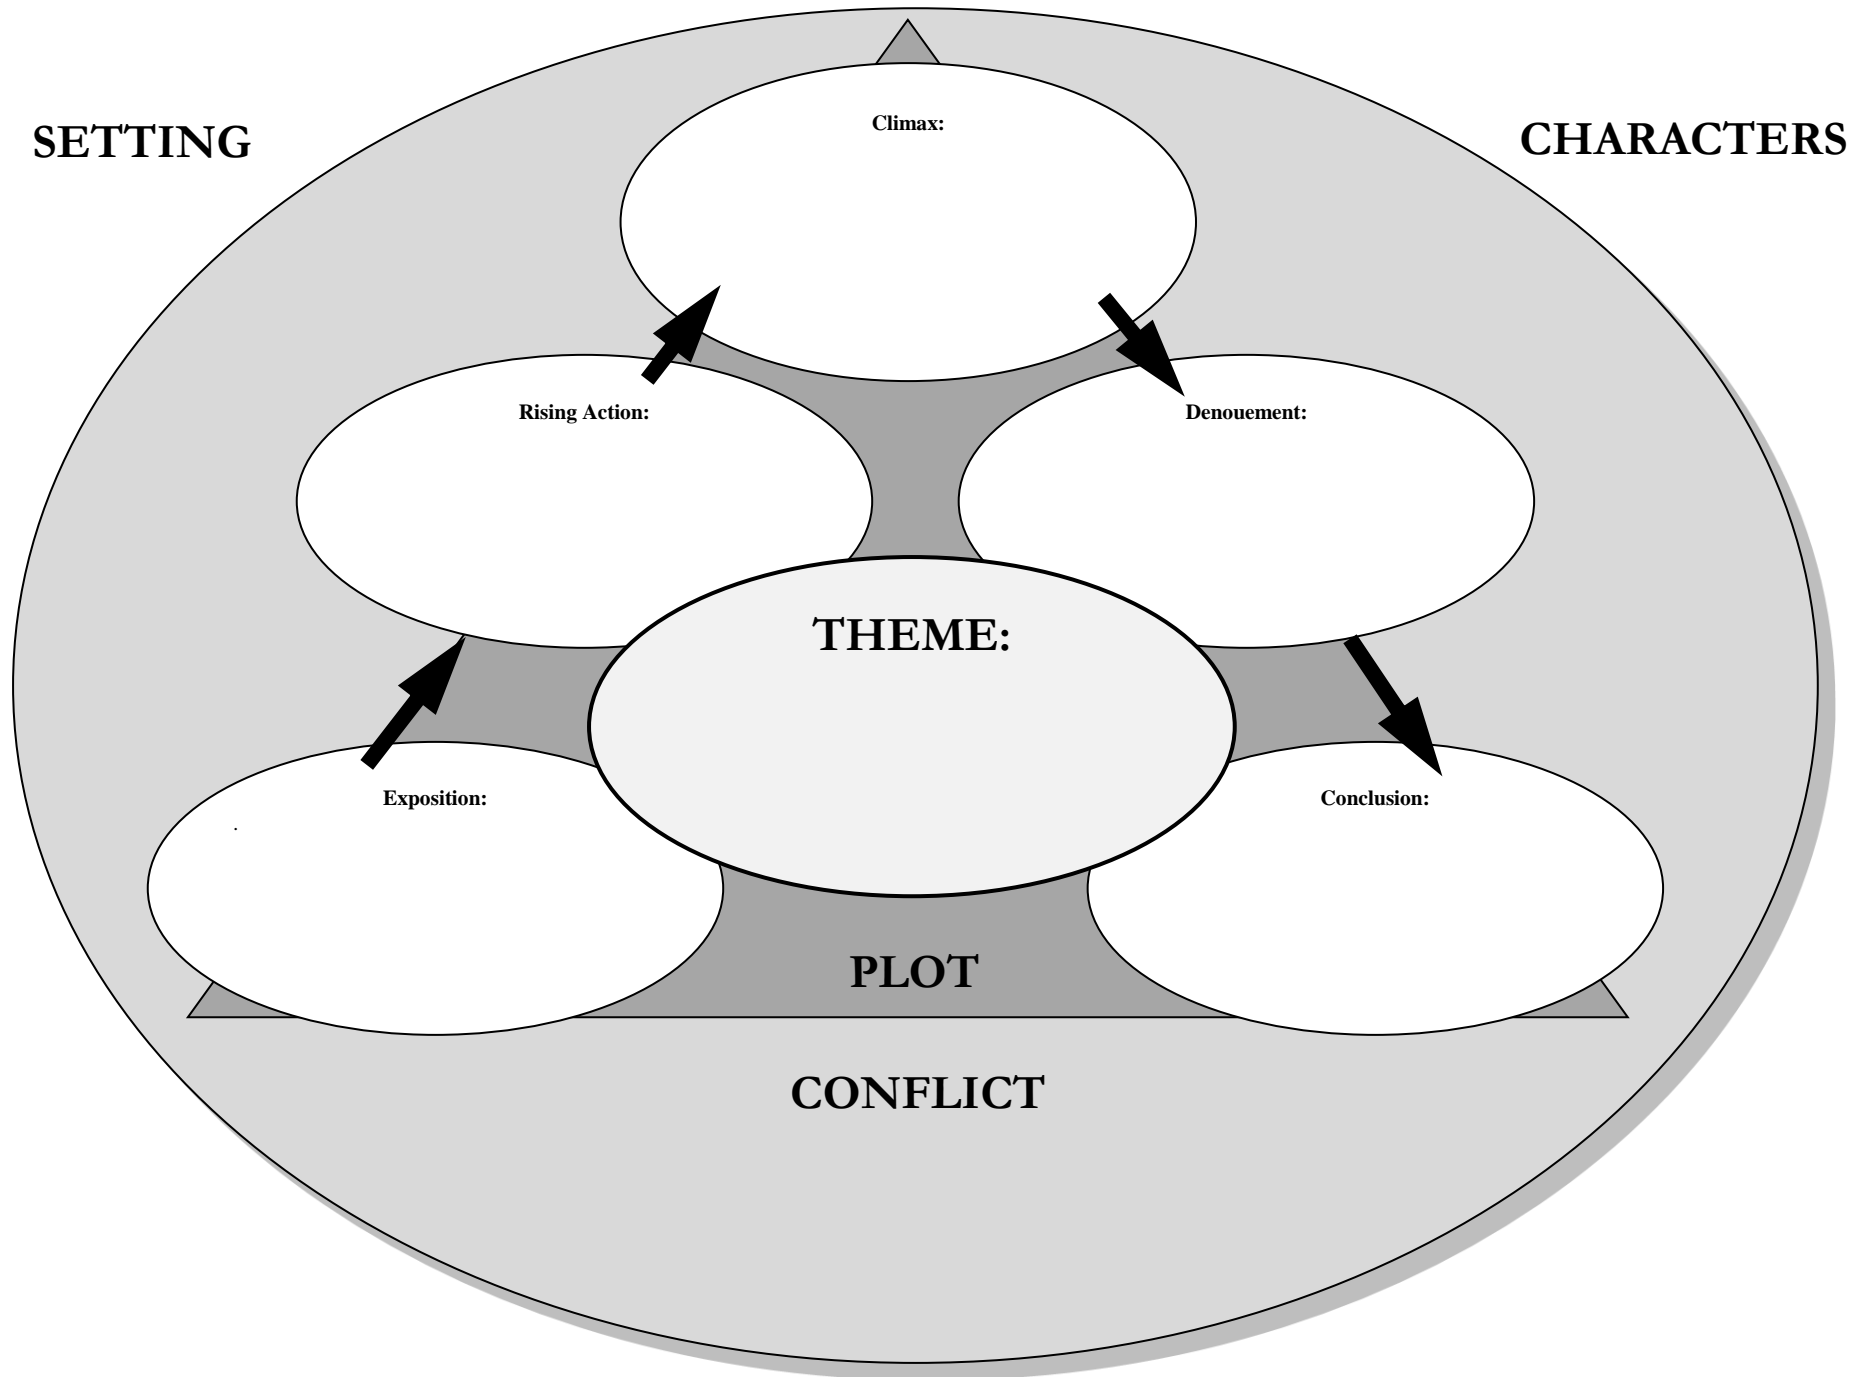 SETTING
CHARACTERS
Climax:
Rising Action:
Denouement:
THEME:
Exposition:
.
Conclusion:
PLOT
CONFLICT